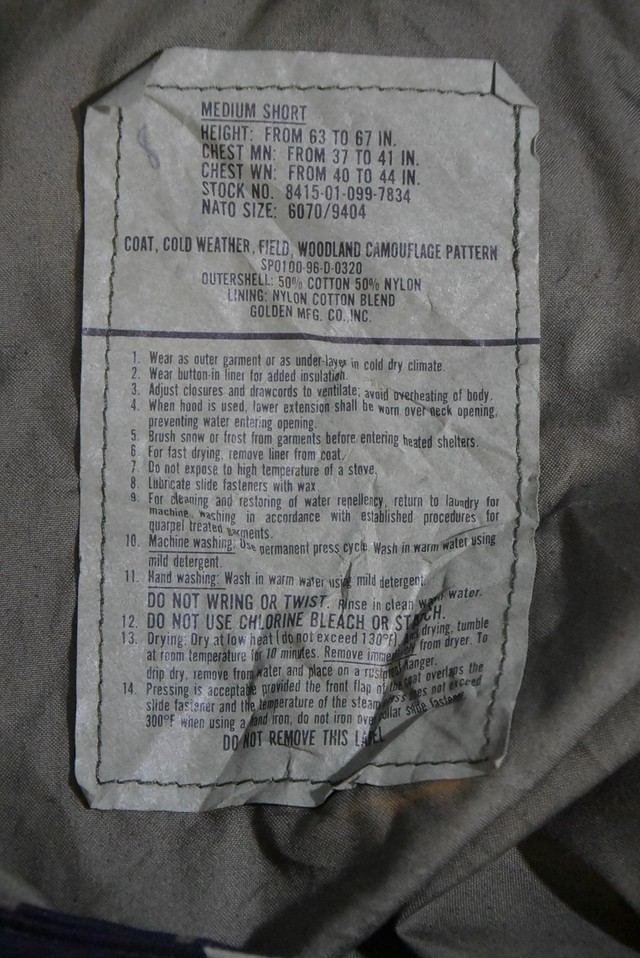 8
MEDIUM SHORT
HEIGHT: FROM 63 TO 67 IN.
CHEST MN: FROM 37 TO 41 IN.
CHEST WN: FROM 40 TO 44 IN.
STOCK NO. 8415-01-099-7834
NATO SIZE: 6070/9404
COAT, COLD WEATHER, FIELD, WOODLAND CAMOUFLAGE PATTERN
SPO100-96-D-0320
OUTERSHELL: 50% COTTON 50% NYLON
LINING: NYLON COTTON BLEND
GOLDEN MFG. CO.,INC.
1. Wear as outer garment or as under-layer in cold dry climate.
2. Wear button-in liner for added insulation.
3. Adjust closures and drawcords to ventilate; avoid overheating of body.
4. When hood is used, lower extension shall be worn over neck opening,
preventing water entering opening.
5. Brush snow or frost from garments before entering heated shelters.
6. For fast drying, remove liner from coat.
7. Do not expose to high temperature of a stove.
8. Lubricate slide fasteners with wax.
9. For cleaning and restoring of water repellency, return to laundry for
machine washing in accordance with established procedures for
quarpel treated garments.
10. Machine washing: Use permanent press cycle. Wash in warm water using
mild detergent.
11. Hand washing: Wash in warm water using mild detergent.
DO NOT WRING OR TWIST. Rinse in clean warm water.
12. DO NOT USE CHLORINE BLEACH OR STARCH.
13. Drying: Dry at low heat (do not exceed 130°F). drying, tumble
at room temperature for 10 minutes. Remove from dryer. To
drip dry, remove from water and place on a hanger.
14. Pressing is acceptable provided the front flap of the coat overlaps the
slide fastener and the temperature of the steam does not exceed
300°F when using a hand iron, do not iron over collar slide fastener.
DO NOT REMOVE THIS LABEL